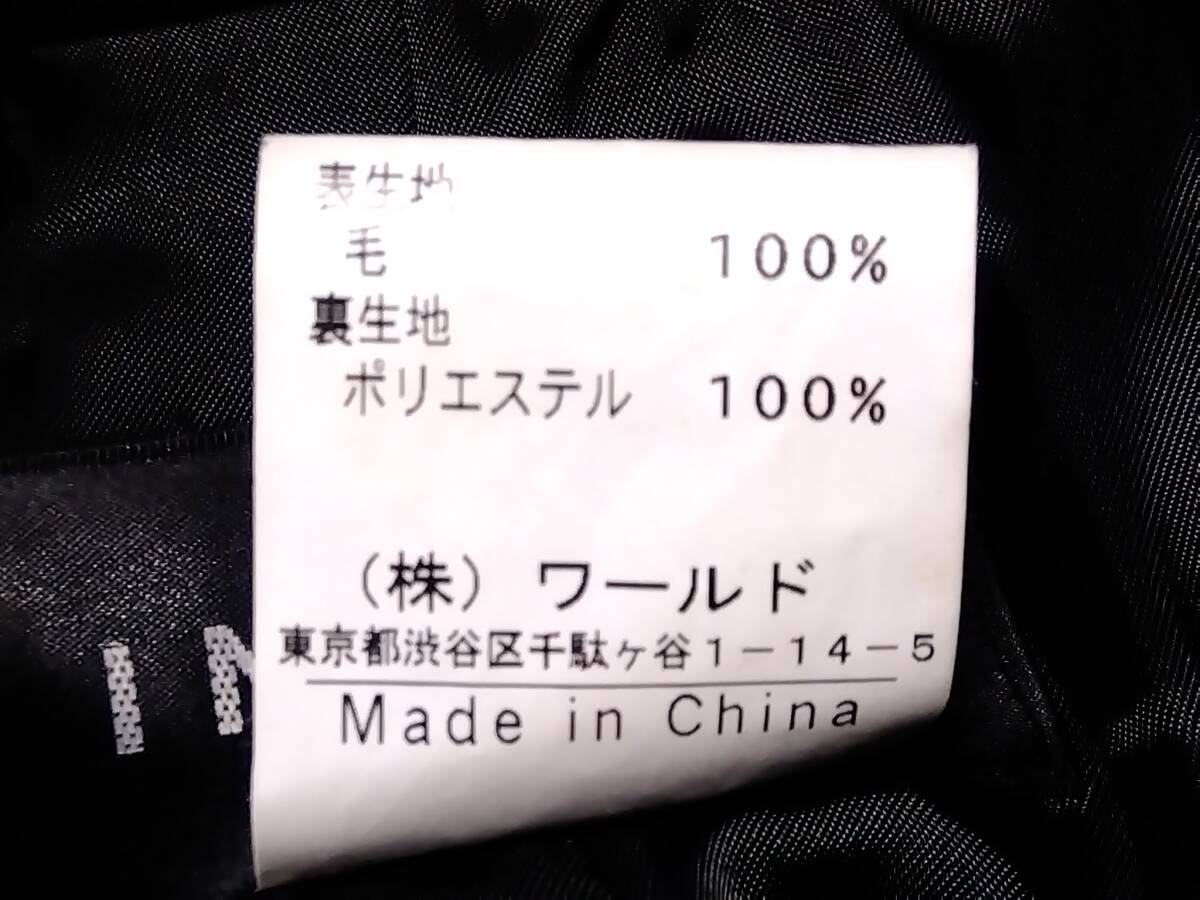 表生地
毛 100%
裏生地
ポリエステル 100%
(株) ワールド
東京都渋谷区千駄ヶ谷1-14-5
Made in China